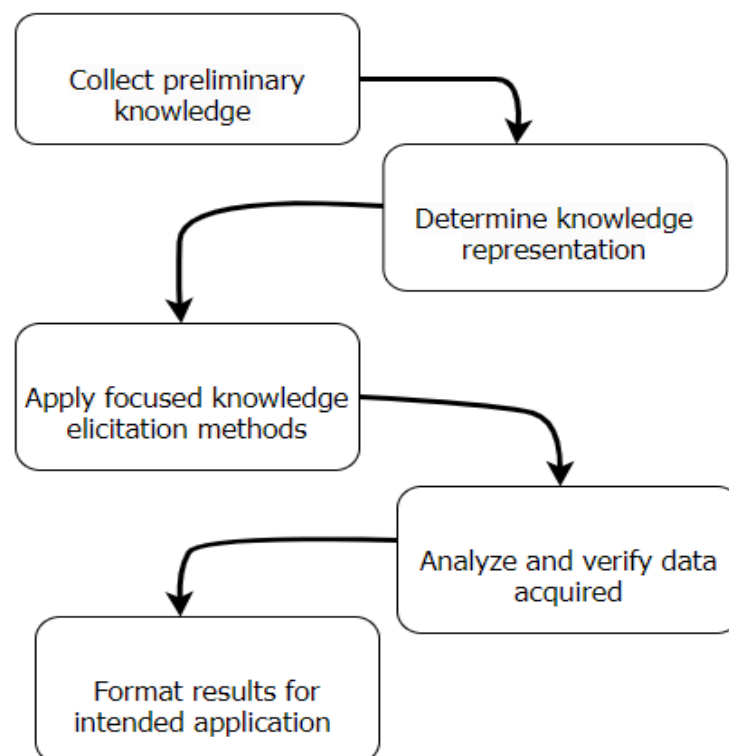 Collect preliminary
knowledge
Determine knowledge
representation
Apply focused knowledge
elicitation methods
Analyze and verify data
acquired
Format results for
intended application